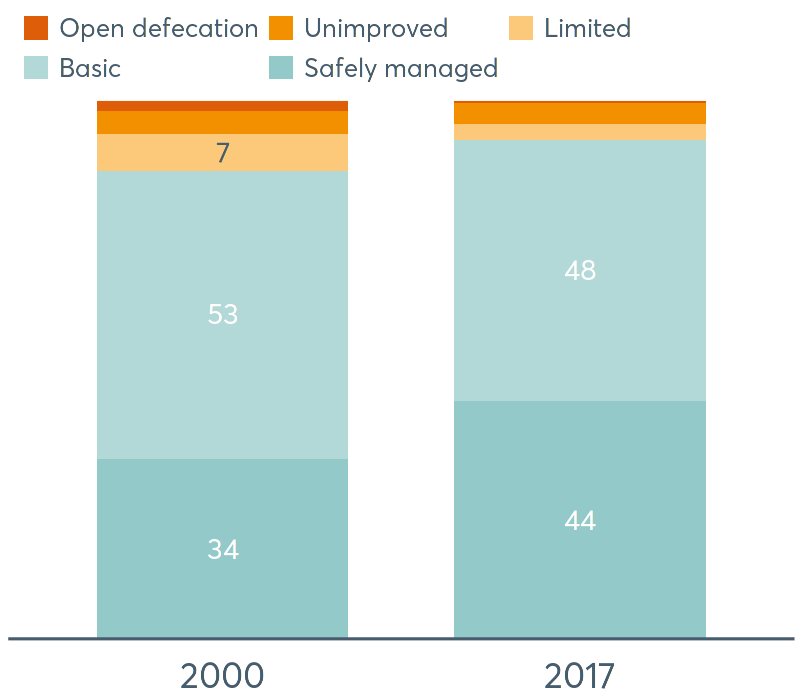 Open defecation Unimproved Limited
Basic Safely managed
7
53 48
34 44
2000 2017